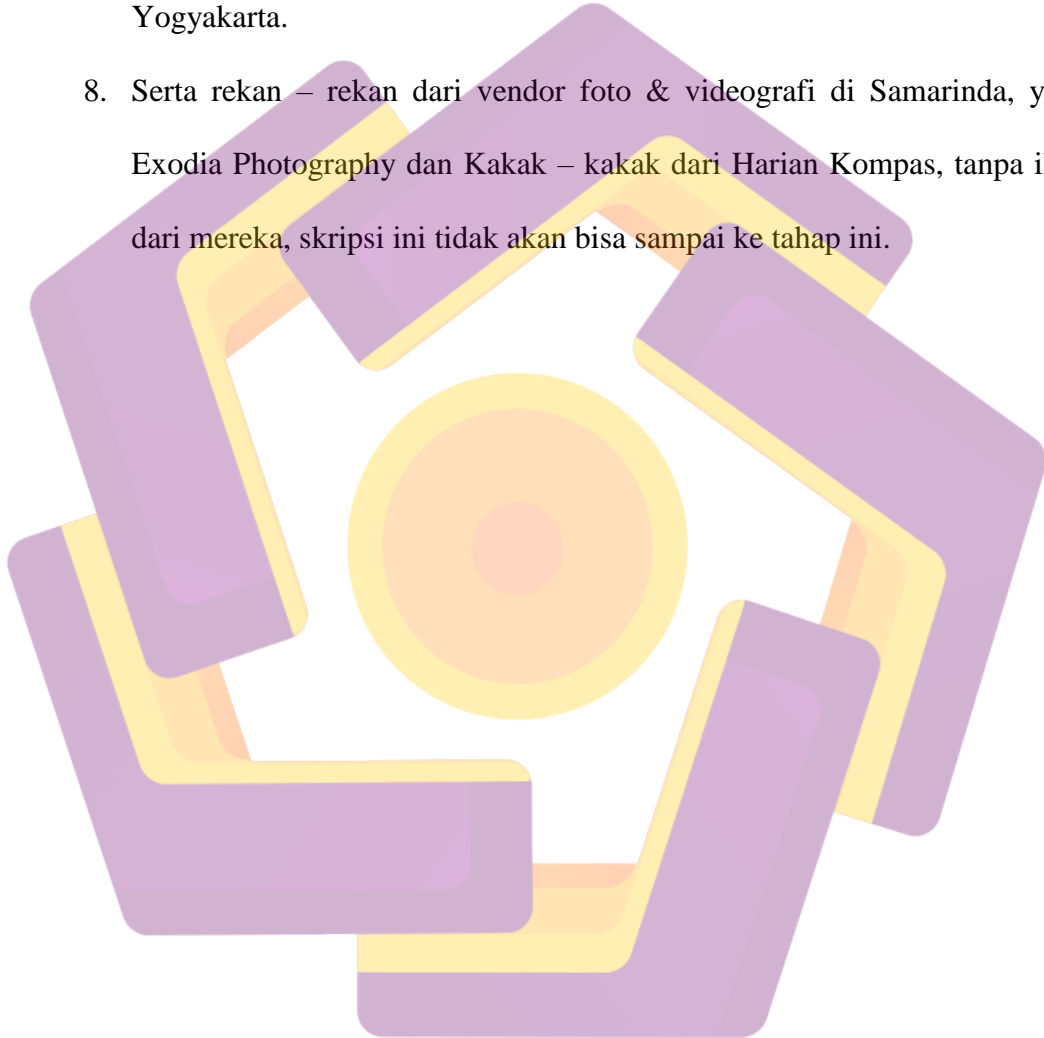 Yogyakarta.
8. Serta rekan – rekan dari vendor foto & videografi di Samarinda,
Exodia Photography dan Kakak – kakak dari Harian Kompas, tanpa
dari mereka, skripsi ini tidak akan bisa sampai ke tahap ini.